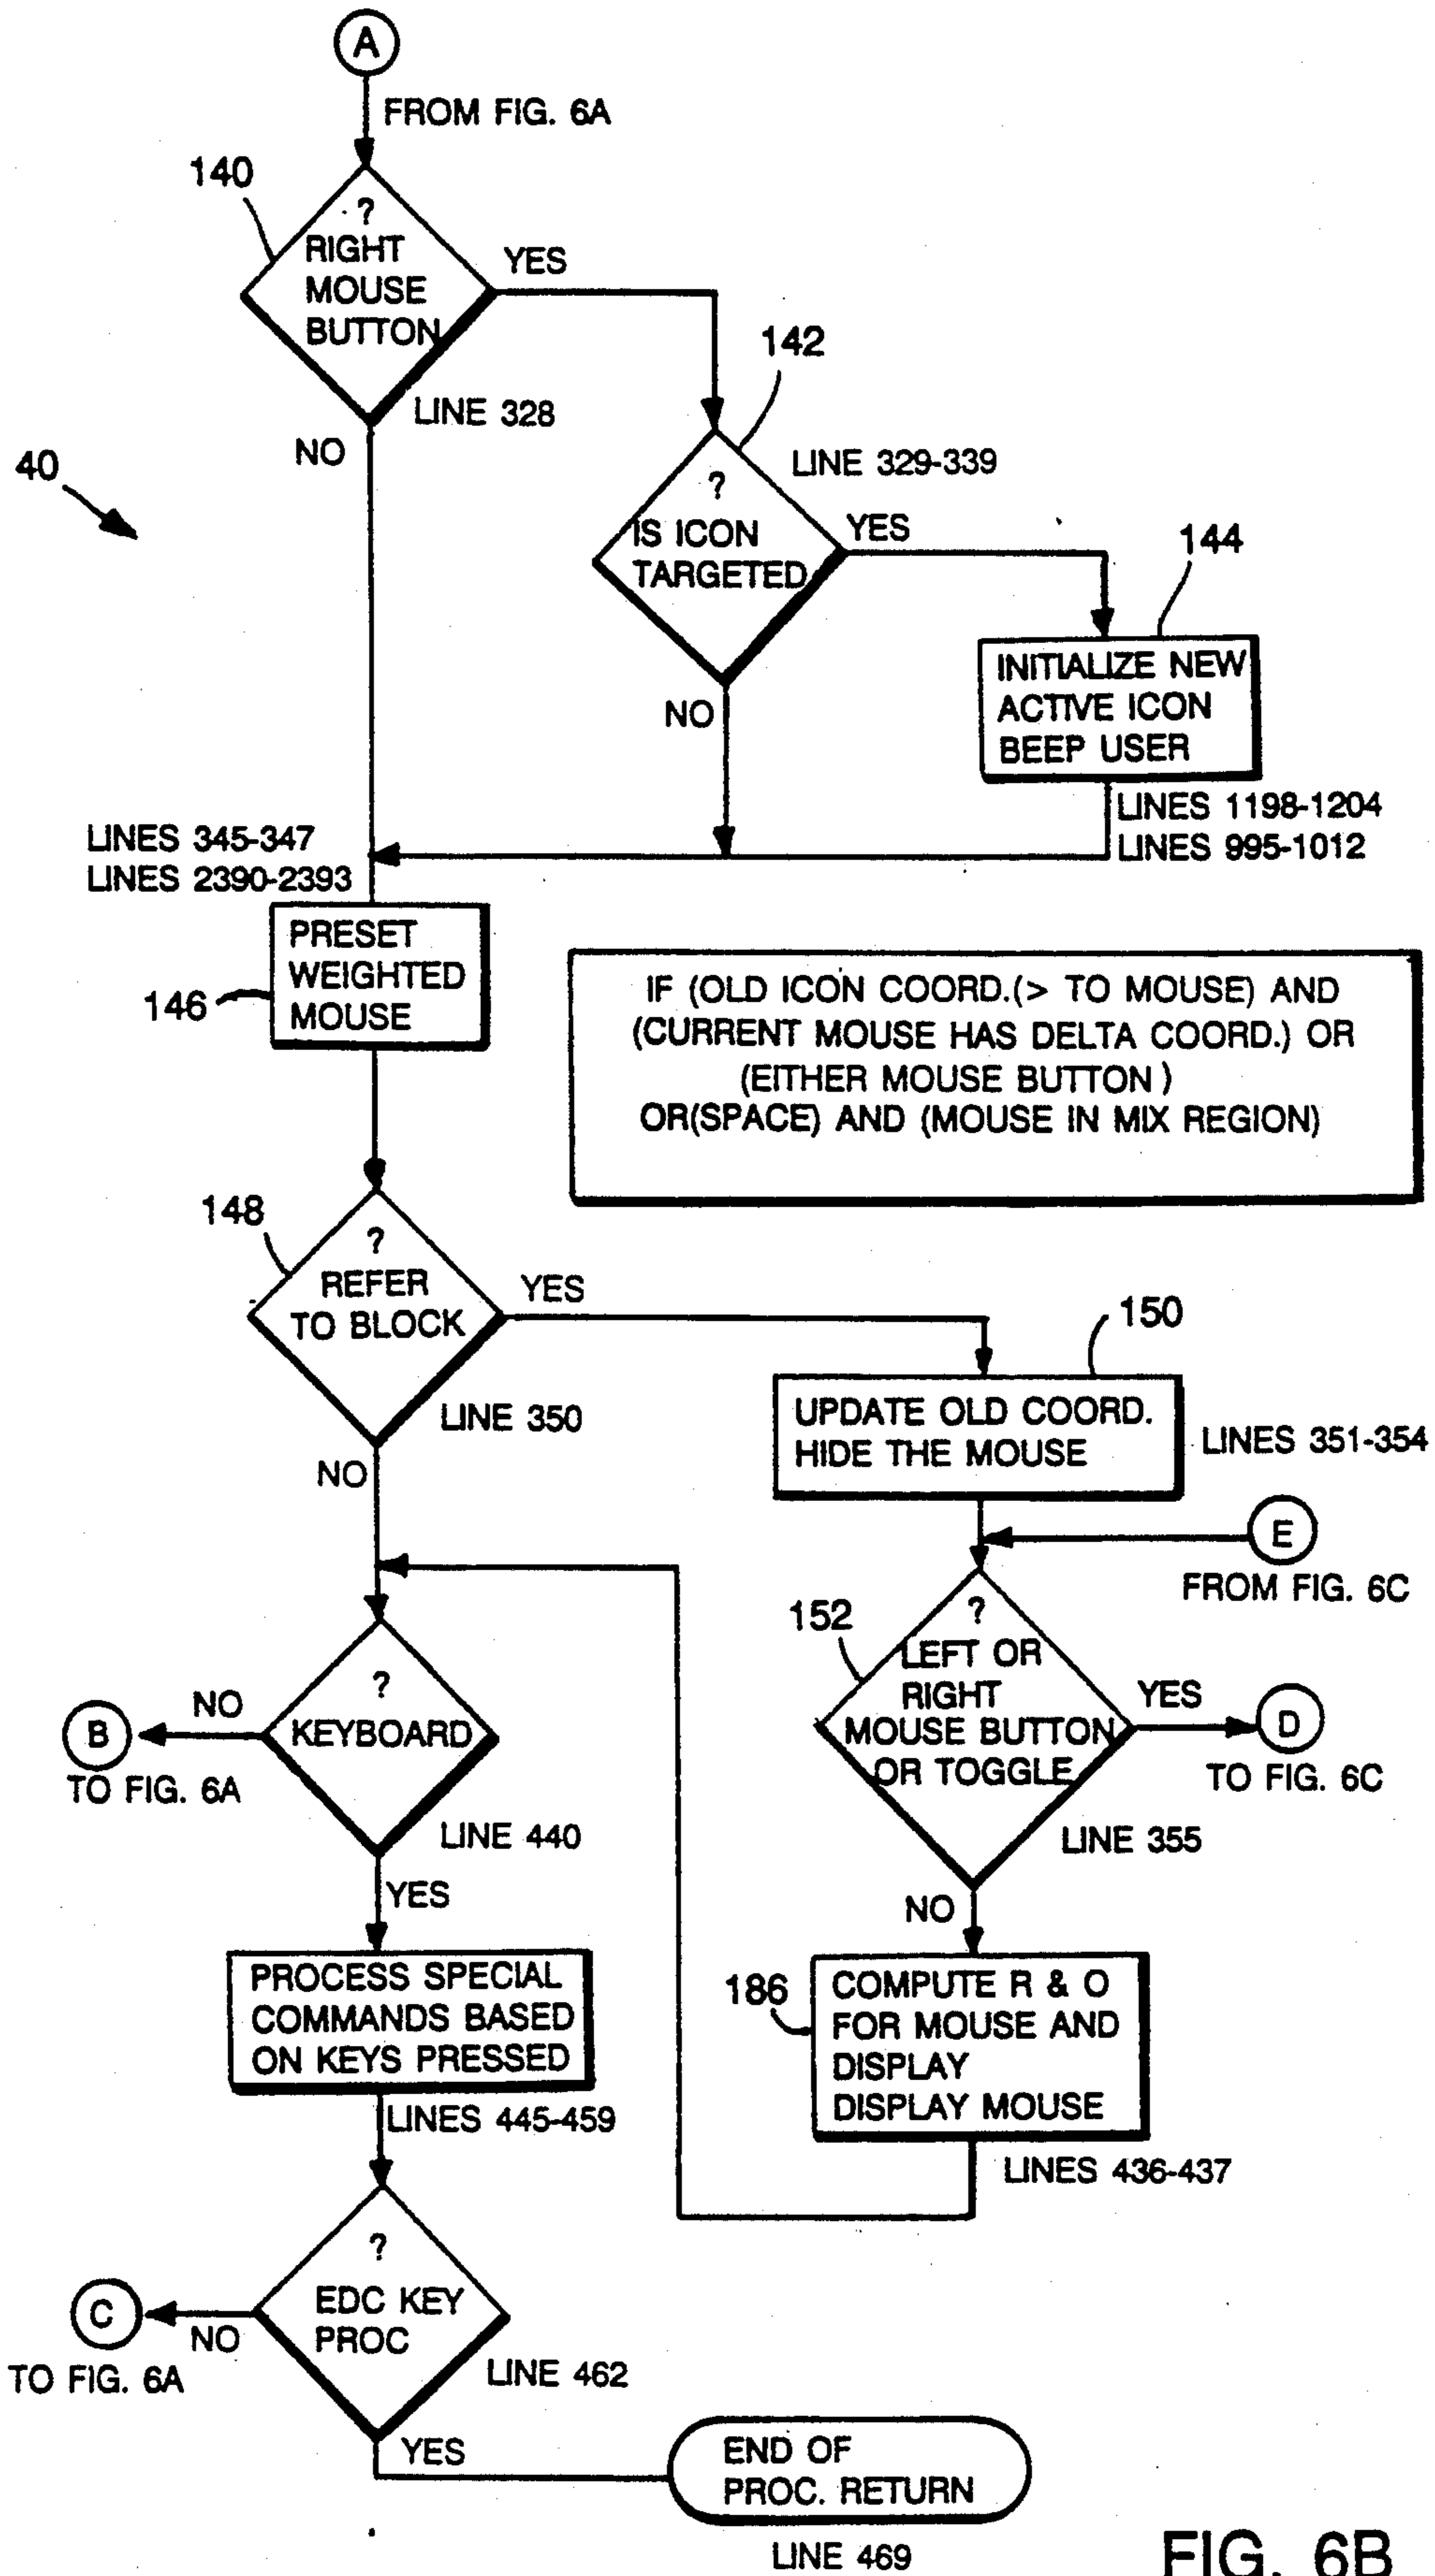 A
FROM FIG. 6A
140
?
RIGHT
MOUSE
BUTTON
YES
LINE 328
NO
40
142
LINE 329-339
?
IS ICON
TARGETED
YES
144
NO
INITIALIZE NEW
ACTIVE ICON
BEEP USER
LINES 1198-1204
LINES 995-1012
LINES 345-347
LINES 2390-2393
PRESET
WEIGHTED
MOUSE
146
IF (OLD ICON COORD.(> TO MOUSE) AND
(CURRENT MOUSE HAS DELTA COORD.) OR
(EITHER MOUSE BUTTON )
OR(SPACE) AND (MOUSE IN MIX REGION)
148
?
REFER
TO BLOCK
YES
LINE 350
NO
150
UPDATE OLD COORD.
HIDE THE MOUSE
LINES 351-354
E
FROM FIG. 6C
152
?
LEFT OR
RIGHT
MOUSE BUTTON
OR TOGGLE
YES
D
TO FIG. 6C
LINE 355
NO
?
KEYBOARD
NO
B
TO FIG. 6A
LINE 440
YES
186
COMPUTE R & O
FOR MOUSE AND
DISPLAY
DISPLAY MOUSE
LINES 436-437
PROCESS SPECIAL
COMMANDS BASED
ON KEYS PRESSED
LINES 445-459
?
EDC KEY
PROC
C
NO
TO FIG. 6A
LINE 462
YES
END OF
PROC. RETURN
LINE 469
FIG. 6B